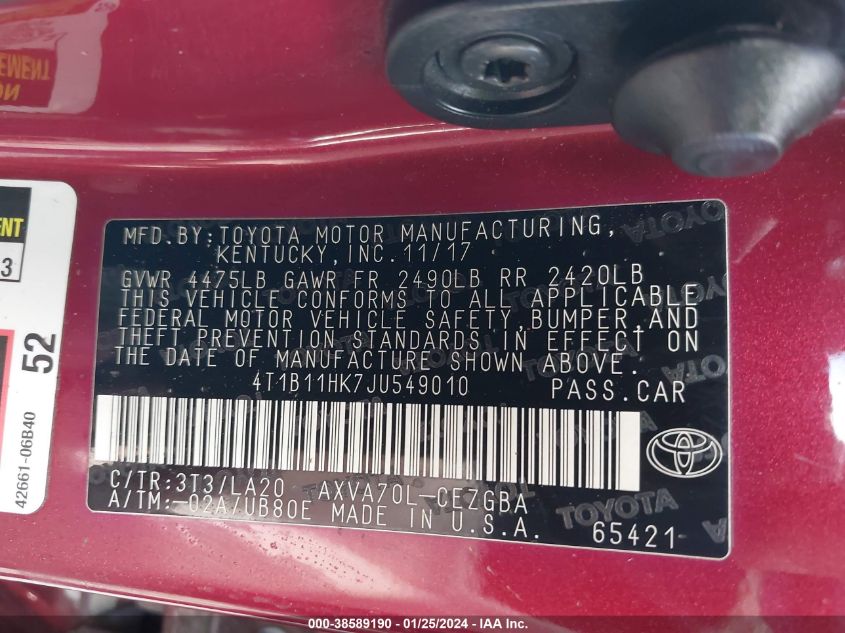 MFD.BY:TOYOTA MOTOR MANUFACTURING,
KENTUCKY,INC.11/17
GVWR 4475LB GAWR FR 2490LB RR 2420LB
THIS VEHICLE CONFORMS TO ALL APPLICABLE
FEDERAL MOTOR VEHICLE SAFETY,BUMPER,AND
THEFT PREVENTION STANDARDS IN EFFECT ON
THE DATE OF MANUFACTURE SHOWN ABOVE.
4T1B11HK7JU549010 PASS.CAR
C/TR:3T3/LA20 AXVA70L-CEZGBA
A/TM:-02A/UB80E MADE IN U.S.A.
TOYOTA
65421
52
42661-06B40
3
000-38589190 - 01/25/2024 - IAA Inc.